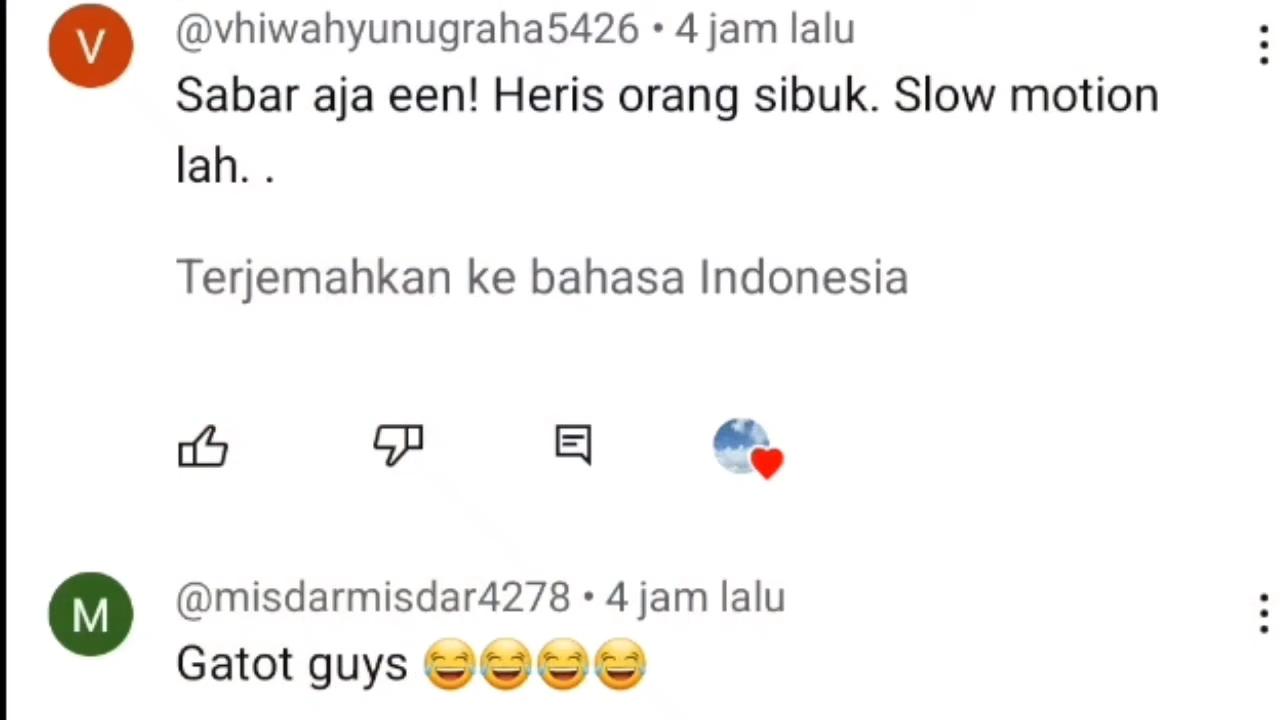 V
@vhiwahyunugraha5426 • 4 jam lalu
Sabar aja een! Heris orang sibuk. Slow motion
lah. .
Terjemahkan ke bahasa Indonesia
M
@misdarmisdar4278 • 4 jam lalu
Gatot guys 😂😂😂😂